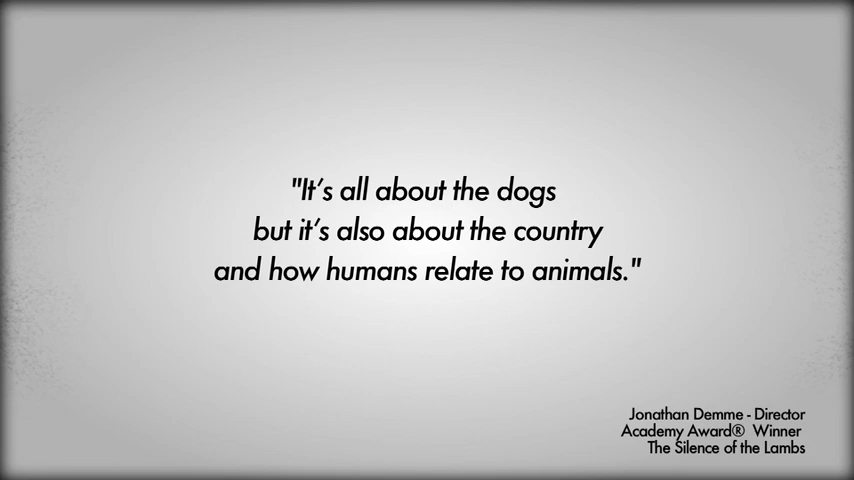 "It's all about the dogs
but it's also about the country
and how humans relate to animals."
Jonathan Demme - Director
Academy Award® Winner
The Silence of the Lambs